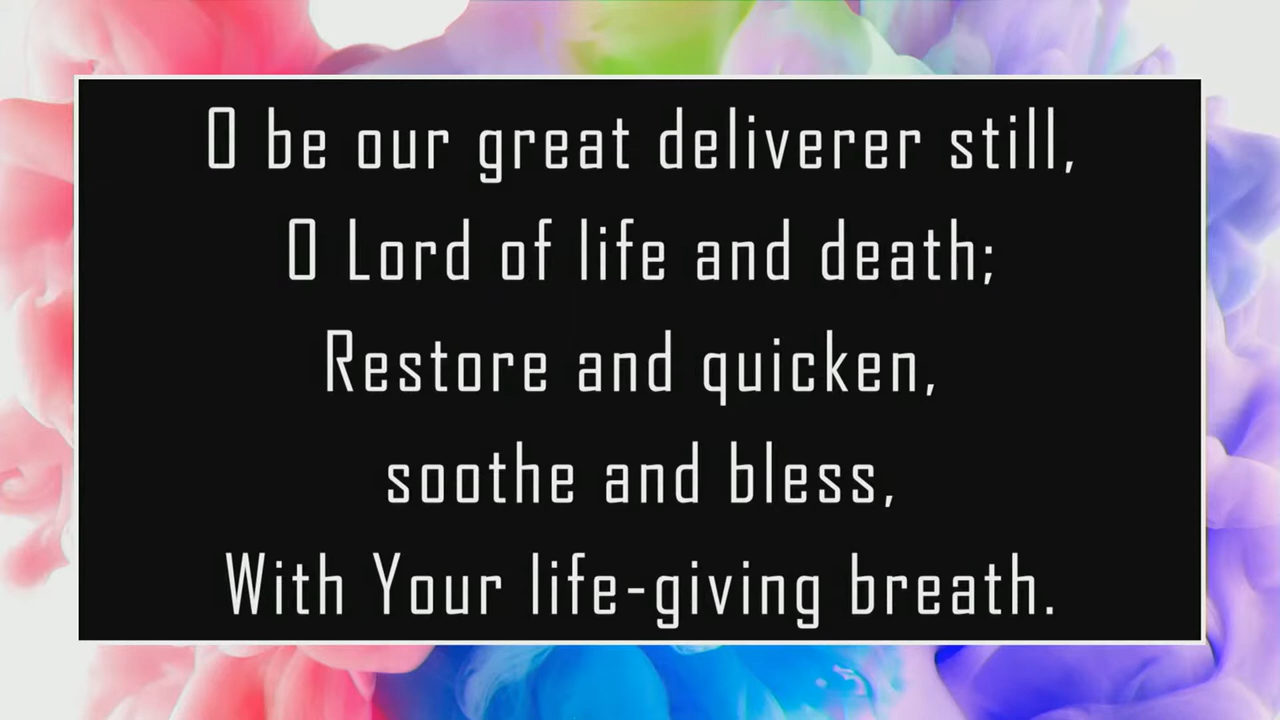 O be our great deliverer still,
O Lord of life and death;
Restore and quicken,
soothe and bless,
With Your life-giving breath.